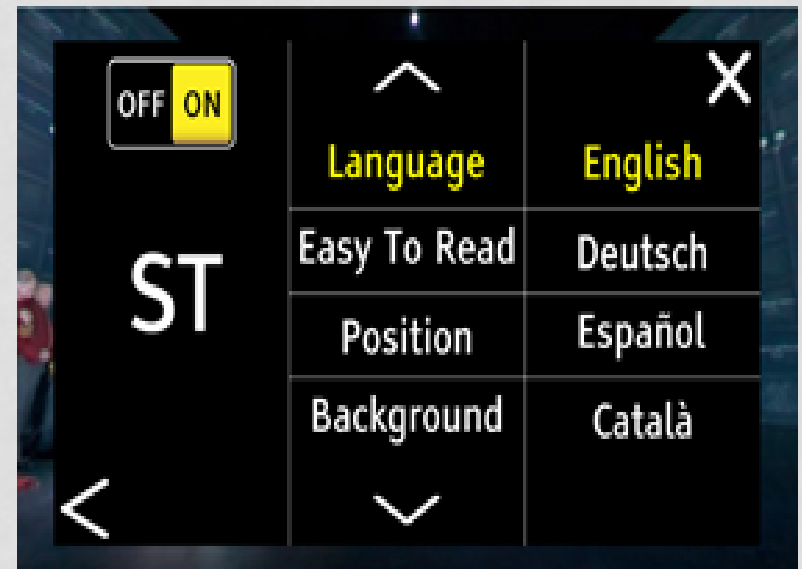 OFF ON
ST
Language
Easy To Read
Position
Background
X
English
Deutsch
Español
Català